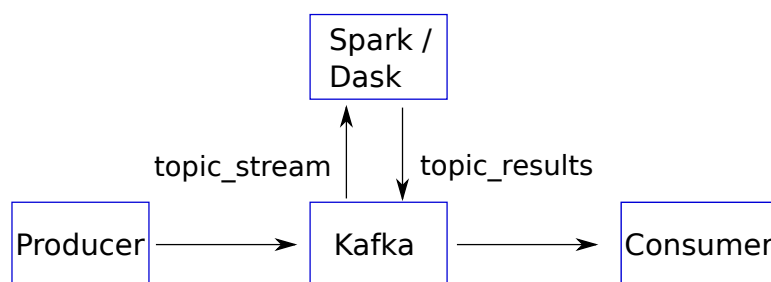 Spark /
Dask
topic_stream
topic_results
Producer
Kafka
Consumer